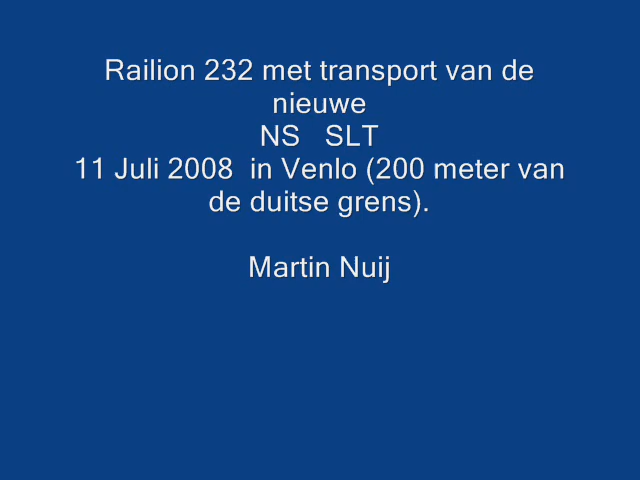 Railion 232 met transport van de
nieuwe
NS   SLT
11 Juli 2008  in Venlo (200 meter van
de duitse grens).
Martin Nuij